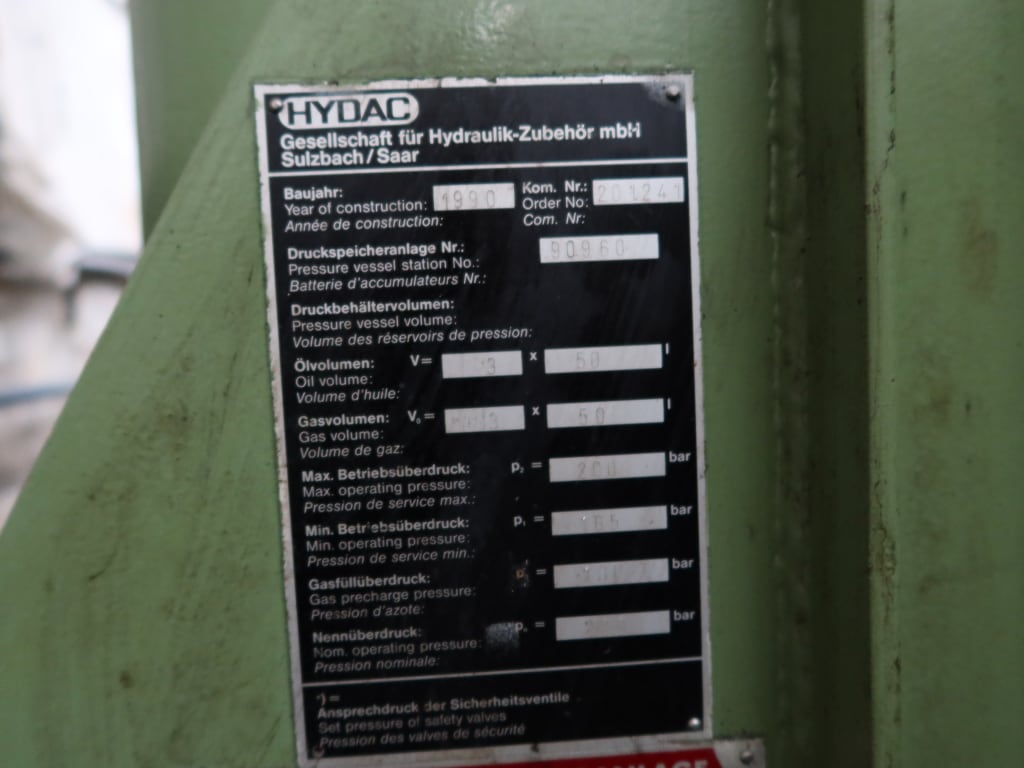 HYDAC
Gesellschaft für Hydraulik-Zubehör mbH
Sulzbach/Saar
Baujahr:
Year of construction: 1990
Année de construction:
Kom. Nr.: 201241
Order No:
Com. Nr:
Druckspeicheranlage Nr.: 90960
Pressure vessel station No.:
Batterie d'accumulateurs Nr.:
Druckbehältervolumen:
Pressure vessel volume:
Volume des réservoirs de pression:
Ölvolumen: V= 3 x 50 l
Oil volume:
Volume d'huile:
Gasvolumen: V₀= 3 x 50 l
Gas volume:
Volume de gaz:
Max. Betriebsüberdruck: p₂ = 200 bar
Max. operating pressure:
Pression de service max.:
Min. Betriebsüberdruck: p₁ = 165 bar
Min. operating pressure:
Pression de service min.:
Gasfüllüberdruck: = bar
Gas precharge pressure:
Pression d'azote:
Nennüberdruck: = bar
Nom. operating pressure:
Pression nominale:
*) =
Ansprechdruck der Sicherheitsventile
Set pressure of safety valves
Pression des valves de sécurité